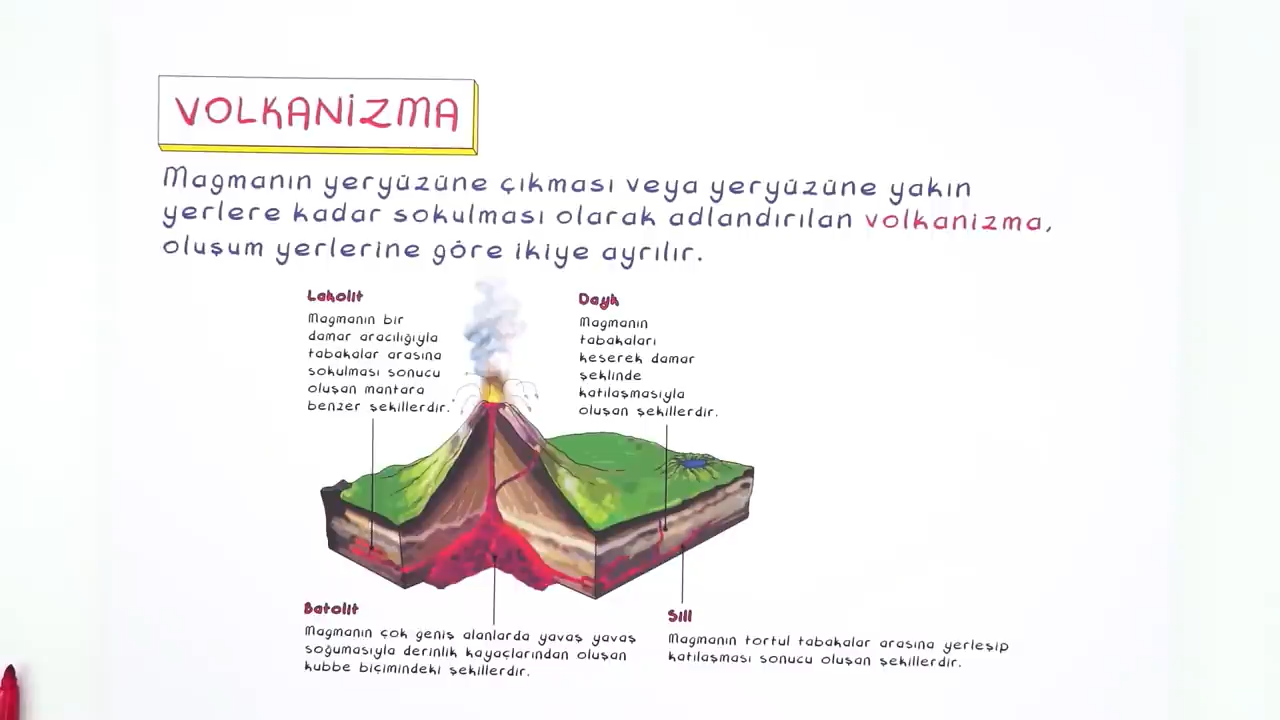 VOLKANİZMA
Magmanın yeryüzüne çıkması veya yeryüzüne yakın
yerlere kadar sokulması olarak adlandırılan volkanizma,
oluşum yerlerine göre ikiye ayrılır.
Lakolit
Magmanın bir
damar aracılığıyla
tabakalar arasına
sokulması sonucu
oluşan mantara
benzer şekillerdir.
Dayk
Magmanın
tabakaları
keserek damar
şeklinde
katılaşmasıyla
oluşan şekillerdir.
Batolit
Magmanın çok geniş alanlarda yavaş yavaş
soğumasıyla derinlik kayaçlarından oluşan
kubbe biçimindeki şekillerdir.
Sill
Magmanın tortul tabakalar arasına yerleşip
katılaşması sonucu oluşan şekillerdir.